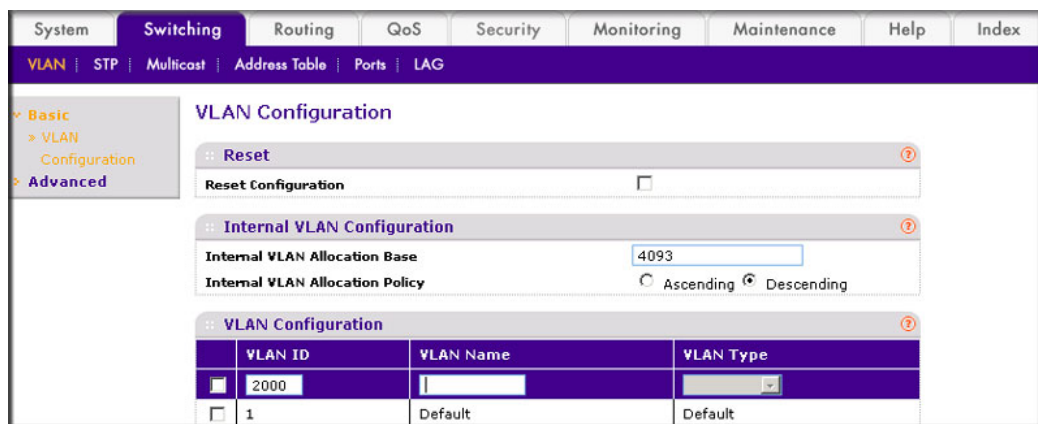 System Switching Routing QoS Security Monitoring Maintenance Help Index
VLAN | STP | Multicast | Address Table | Ports | LAG
Basic
» VLAN
Configuration
Advanced
VLAN Configuration
Reset
Reset Configuration
Internal VLAN Configuration
Internal VLAN Allocation Base 4093
Internal VLAN Allocation Policy Ascending Descending
VLAN Configuration
VLAN ID VLAN Name VLAN Type
2000
1 Default Default